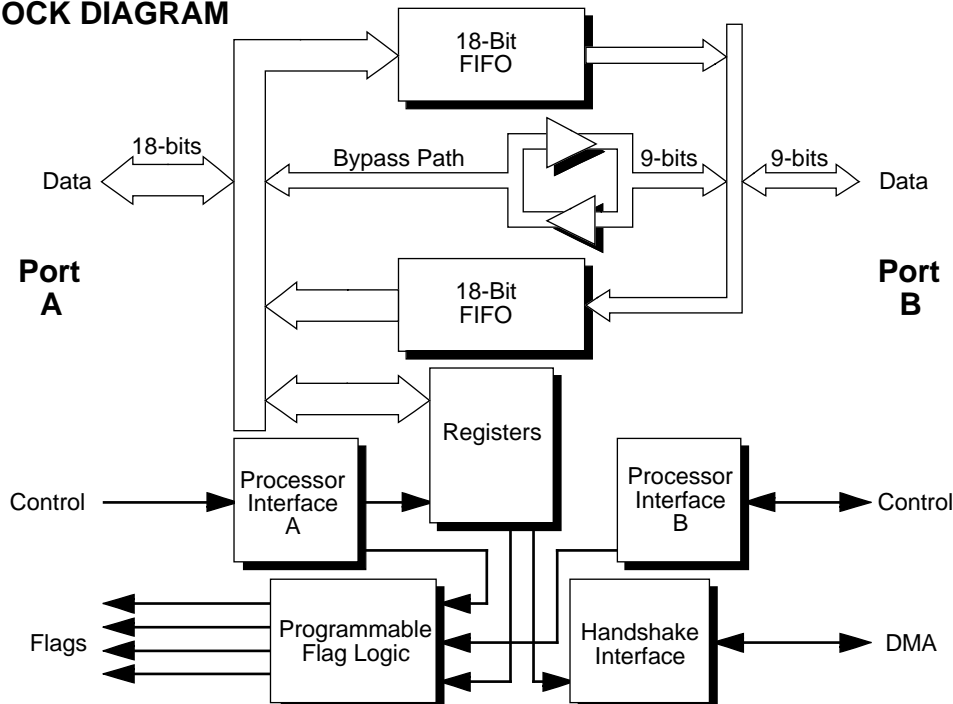 OCK DIAGRAM
18-Bit
FIFO
18-bits
Bypass Path
9-bits
9-bits
Data
Data
Port
A
Port
B
18-Bit
FIFO
Registers
Processor
Interface
A
Processor
Interface
B
Control
Control
Programmable
Flag Logic
Handshake
Interface
Flags
DMA